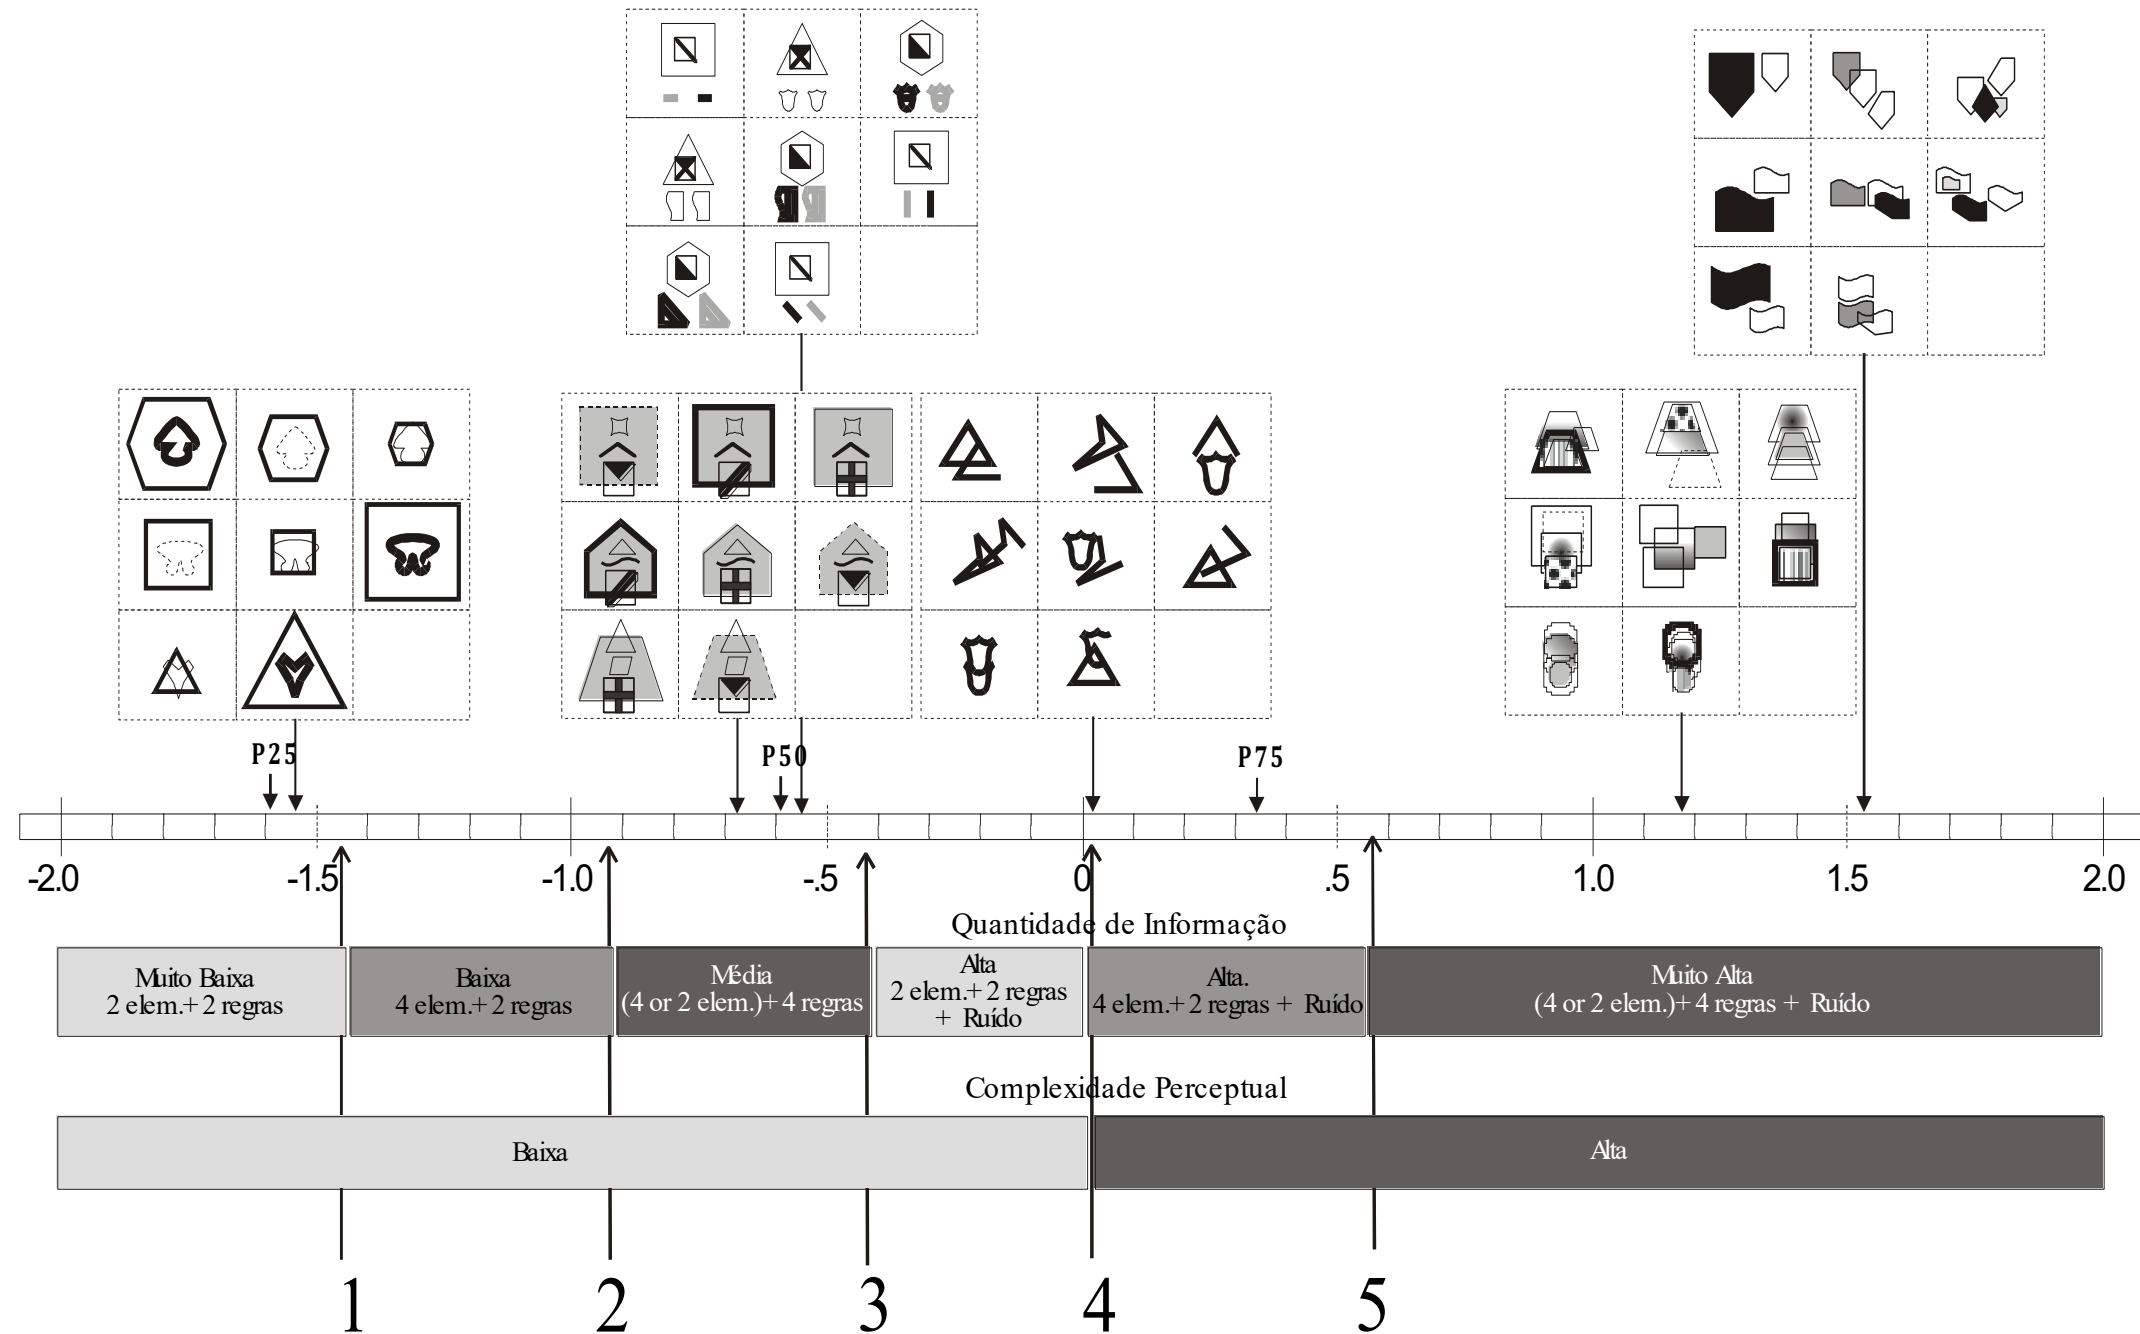 P25
P50
P75
-2.0
-1.5
-1.0
-.5
0
.5
1.0
1.5
2.0
Quantidade de Informação
Muito Baixa
2 elem.+ 2 regras
Baixa
4 elem.+ 2 regras
Média
(4 or 2 elem.)+ 4 regras
Alta
2 elem.+ 2 regras
+ Ruído
Alta.
4 elem.+ 2 regras + Ruído
Muito Alta
(4 or 2 elem.)+ 4 regras + Ruído
Complexidade Perceptual
Baixa
Alta
1
2
3
4
5